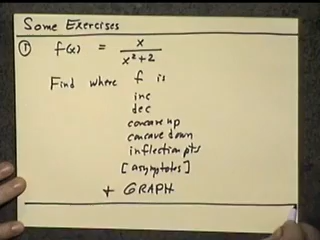 Some Exercises
① f(x) = x / (x² + 2)
Find where f is
inc
dec
concave up
concave down
inflection pts
[asymptotes]
+ GRAPH